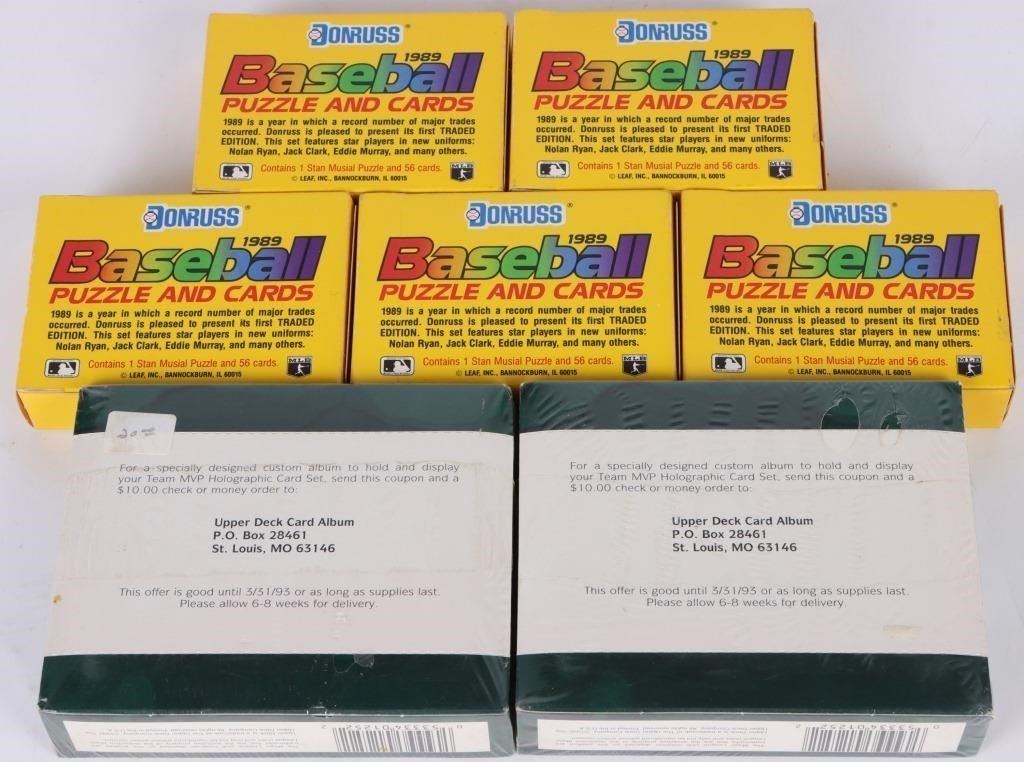 DONRUSS®
1989
Baseball
PUZZLE AND CARDS
1989 is a year in which a record number of major trades
occurred. Donruss is pleased to present its first TRADED
EDITION. This set features star players in new uniforms:
Nolan Ryan, Jack Clark, Eddie Murray, and many others.
Contains 1 Stan Musial Puzzle and 56 cards.
© LEAF, INC., BANNOCKBURN, IL 60015
MLB
DONRUSS®
1989
Baseball
PUZZLE AND CARDS
1989 is a year in which a record number of major trades
occurred. Donruss is pleased to present its first TRADED
EDITION. This set features star players in new uniforms:
Nolan Ryan, Jack Clark, Eddie Murray, and many others.
Contains 1 Stan Musial Puzzle and 56 cards.
© LEAF, INC., BANNOCKBURN, IL 60015
MLB
DONRUSS®
1989
Baseball
PUZZLE AND CARDS
1989 is a year in which a record number of major trades
occurred. Donruss is pleased to present its first TRADED
EDITION. This set features star players in new uniforms:
Nolan Ryan, Jack Clark, Eddie Murray, and many others.
Contains 1 Stan Musial Puzzle and 56 cards.
© LEAF, INC., BANNOCKBURN, IL 60015
MLB
DONRUSS®
1989
Baseball
PUZZLE AND CARDS
1989 is a year in which a record number of major trades
occurred. Donruss is pleased to present its first TRADED
EDITION. This set features star players in new uniforms:
Nolan Ryan, Jack Clark, Eddie Murray, and many others.
Contains 1 Stan Musial Puzzle and 56 cards.
© LEAF, INC., BANNOCKBURN, IL 60015
MLB
DONRUSS®
1989
Baseball
PUZZLE AND CARDS
1989 is a year in which a record number of major trades
occurred. Donruss is pleased to present its first TRADED
EDITION. This set features star players in new uniforms:
Nolan Ryan, Jack Clark, Eddie Murray, and many others.
Contains 1 Stan Musial Puzzle and 56 cards.
© LEAF, INC., BANNOCKBURN, IL 60015
MLB
20.00
For a specially designed custom album to hold and display
your Team MVP Holographic Card Set, send this coupon and a
$10.00 check or money order to:
Upper Deck Card Album
P.O. Box 28461
St. Louis, MO 63146
This offer is good until 3/31/93 or as long as supplies last.
Please allow 6-8 weeks for delivery.
0 53334 01252 2
For a specially designed custom album to hold and display
your Team MVP Holographic Card Set, send this coupon and a
$10.00 check or money order to:
Upper Deck Card Album
P.O. Box 28461
St. Louis, MO 63146
This offer is good until 3/31/93 or as long as supplies last.
Please allow 6-8 weeks for delivery.
0 53334 01252 2